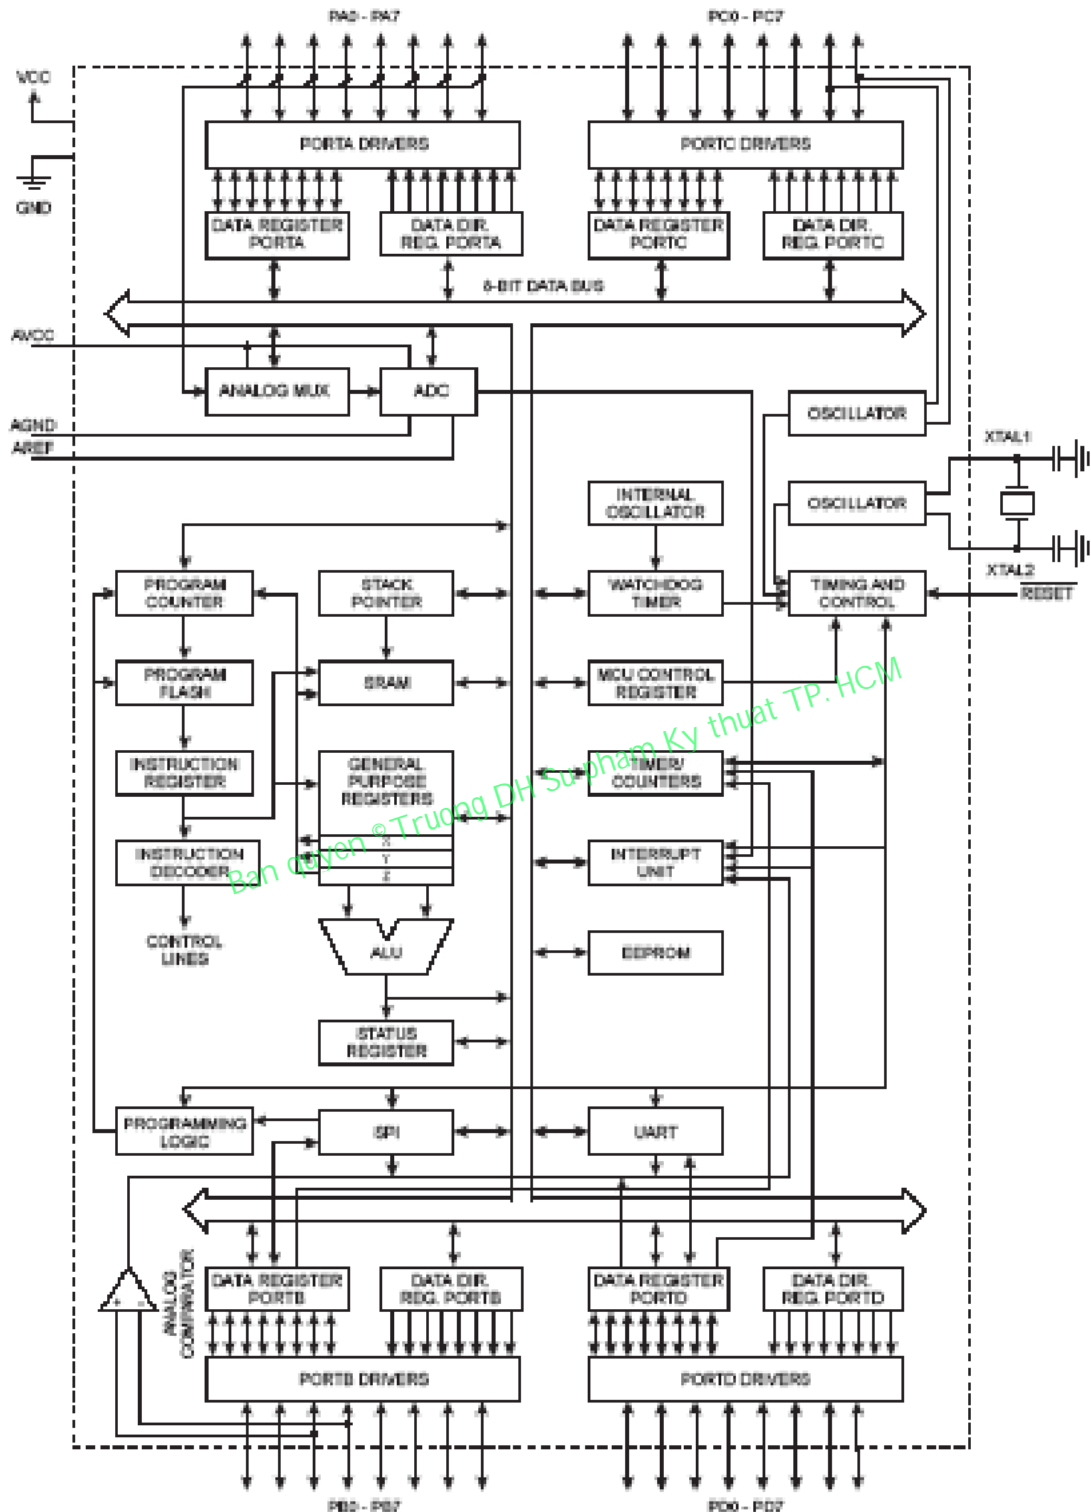 PA0 - PA7
PC0 - PC7
VCC
GND
PORTA DRIVERS
PORTC DRIVERS
DATA REGISTER
PORTA
DATA DIR.
REG. PORTA
DATA REGISTER
PORTC
DATA DIR.
REG. PORTC
8-BIT DATA BUS
AVCC
ANALOG MUX
ADC
AGND
AREF
OSCILLATOR
XTAL1
INTERNAL
OSCILLATOR
OSCILLATOR
XTAL2
PROGRAM
COUNTER
STACK
POINTER
WATCHDOG
TIMER
TIMING AND
CONTROL
RESET
PROGRAM
FLASH
SRAM
MCU CONTROL
REGISTER
INSTRUCTION
REGISTER
GENERAL
PURPOSE
REGISTERS
X
Y
Z
TIMER/
COUNTERS
INSTRUCTION
DECODER
INTERRUPT
UNIT
CONTROL
LINES
ALU
EEPROM
STATUS
REGISTER
PROGRAMMING
LOGIC
SPI
UART
ANALOG
COMPARATOR
+ -
DATA REGISTER
PORTB
DATA DIR.
REG. PORTB
DATA REGISTER
PORTD
DATA DIR.
REG. PORTD
PORTB DRIVERS
PORTD DRIVERS
PB0 - PB7
PD0 - PD7
Ban quyen © Truong DH Su pham Ky thuat TP. HCM